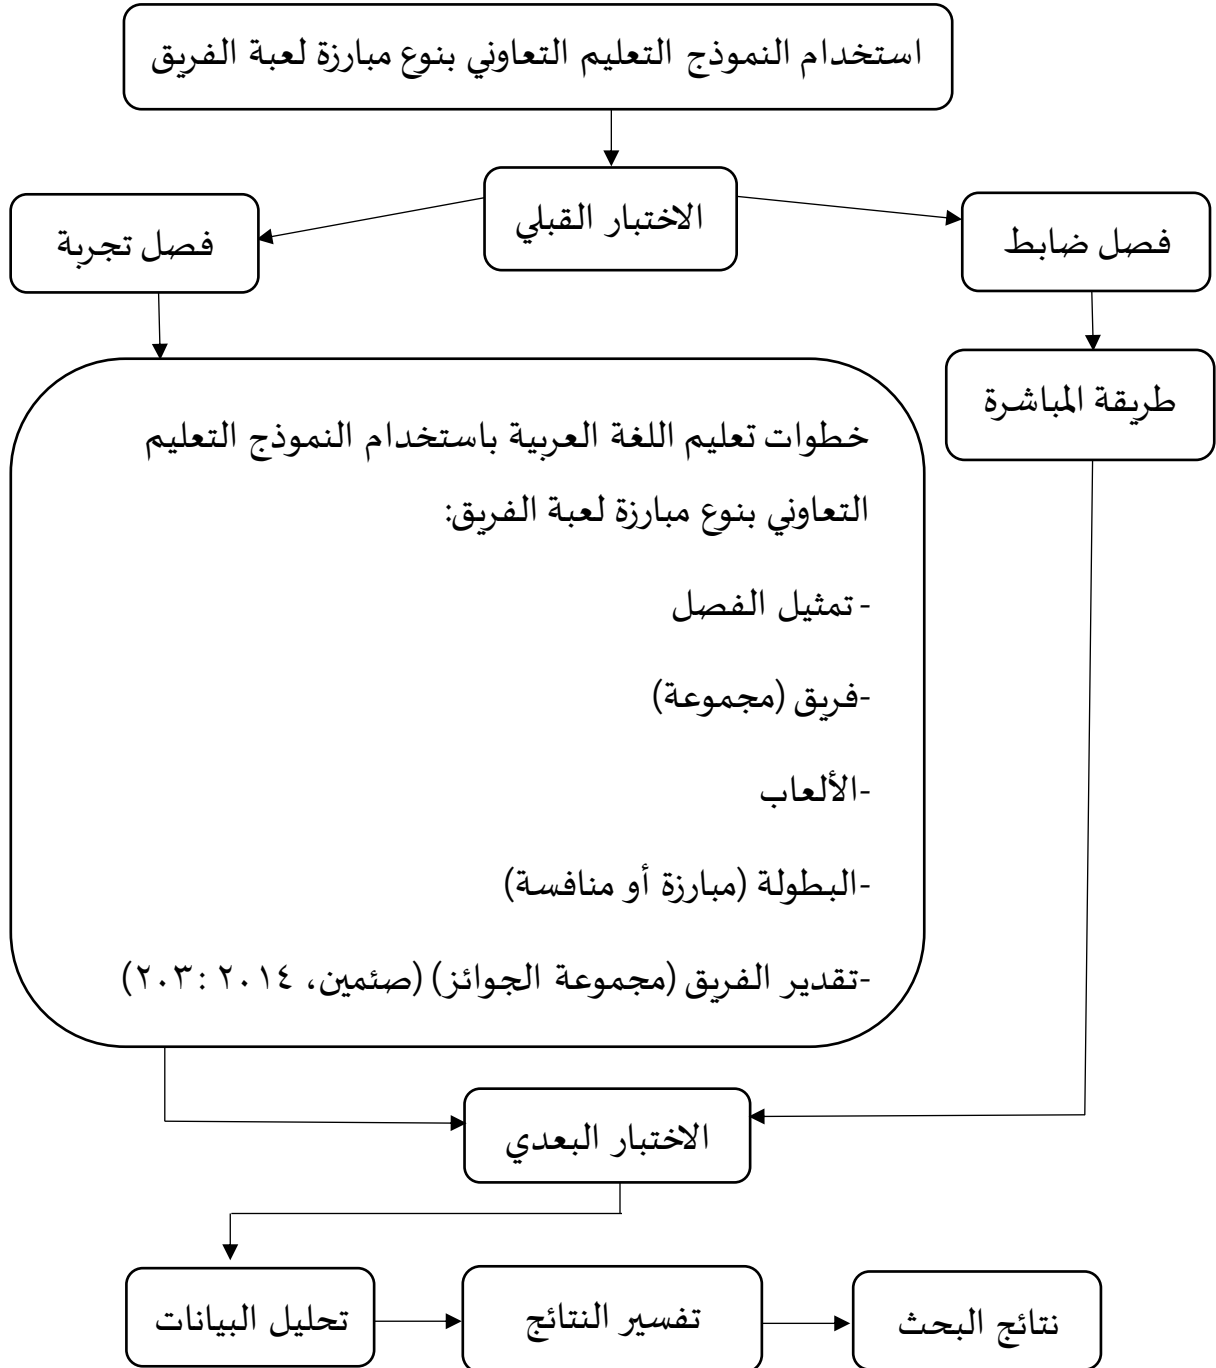 استخدام النموذج التعليم التعاوني بنوع مبارزة لعبة الفريق
الاختبار القبلي
فصل ضابط
فصل تجربة
طريقة المباشرة
خطوات تعليم اللغة العربية باستخدام النموذج التعليم
التعاوني بنوع مبارزة لعبة الفريق:
- تمثيل الفصل
-فريق (مجموعة)
-الألعاب
-البطولة (مبارزة أو منافسة)
-تقدير الفريق (مجموعة الجوائز) (صئمين، ٢٠١٤ :٢٠٣)
الاختبار البعدي
تحليل البيانات
تفسير النتائج
نتائج البحث